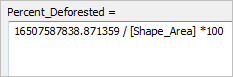 Percent_Deforested =
16507587838.871359 / [Shape_Area] *100